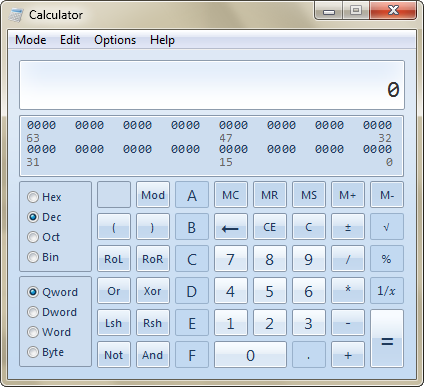 Calculator
Mode Edit Options Help
0
0000 0000 0000 0000 0000 0000 0000 0000
63 47 32
0000 0000 0000 0000 0000 0000 0000 0000
31 15 0
Hex Mod A MC MR MS M+ M-
Dec ( ) B ← CE C ± √
Oct
Bin RoL RoR C 7 8 9 / %
Qword Or Xor D 4 5 6 * 1/x
Dword
Word Lsh Rsh E 1 2 3 - =
Byte Not And F 0 . +